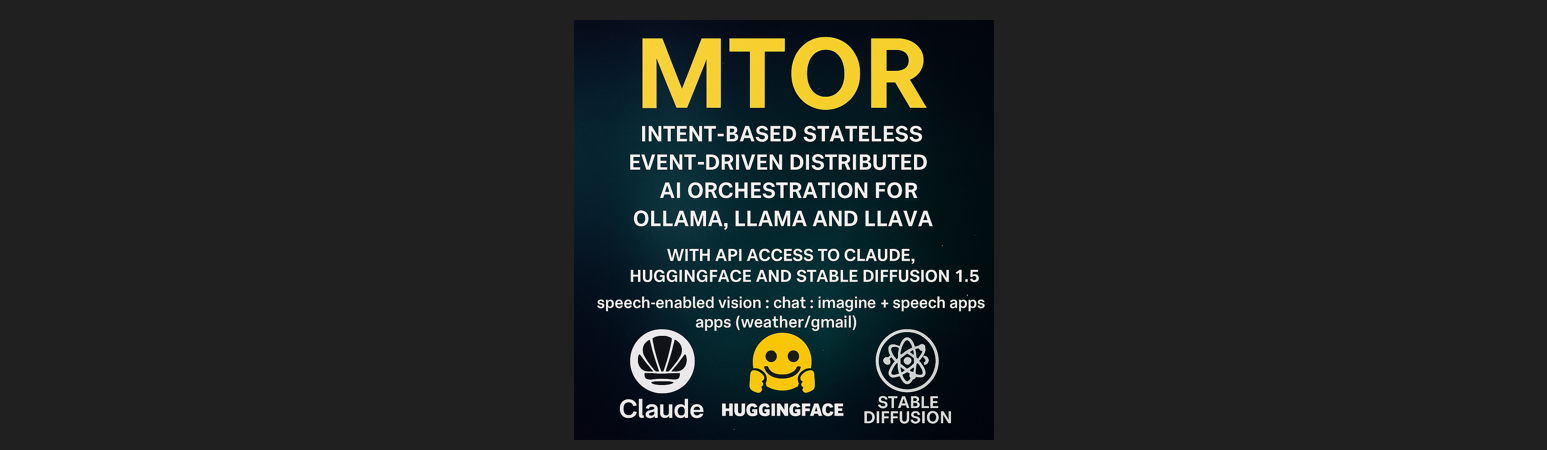 MTOR
INTENT-BASED STATELESS
EVENT-DRIVEN DISTRIBUTED
AI ORCHESTRATION FOR
OLLAMA, LLAMA AND LLAVA
WITH API ACCESS TO CLAUDE,
HUGGINGFACE AND STABLE DIFFUSION 1.5
speech-enabled vision : chat : imagine + speech apps
apps (weather/gmail)
Claude
HUGGINGFACE
STABLE
DIFFUSION